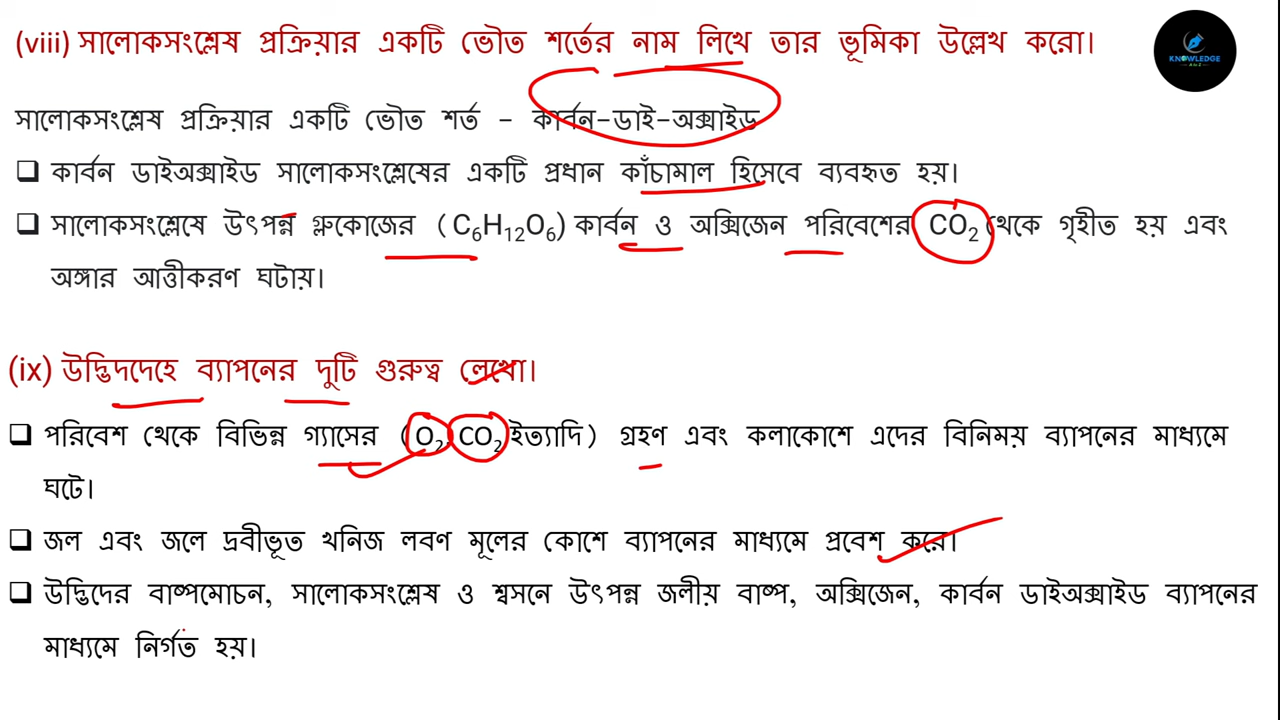 (viii) সালোকসংশ্লেষ প্রক্রিয়ার একটি ভৌত শর্তের নাম লিখে তার ভূমিকা উল্লেখ করো।
KNOWLEDGE
A to Z
সালোকসংশ্লেষ প্রক্রিয়ার একটি ভৌত শর্ত - কার্বন-ডাই-অক্সাইড
❑ কার্বন ডাইঅক্সাইড সালোকসংশ্লেষের একটি প্রধান কাঁচামাল হিসেবে ব্যবহৃত হয়।
❑ সালোকসংশ্লেষে উৎপন্ন গ্লুকোজের (C₆H₁₂O₆) কার্বন ও অক্সিজেন পরিবেশের CO₂ থেকে গৃহীত হয় এবং
অঙ্গার আত্তীকরণ ঘটায়।
(ix) উদ্ভিদদেহে ব্যাপনের দুটি গুরুত্ব লেখো।
❑ পরিবেশ থেকে বিভিন্ন গ্যাসের (O₂, CO₂ ইত্যাদি) গ্রহণ এবং কলাকোশে এদের বিনিময় ব্যাপনের মাধ্যমে
ঘটে।
❑ জল এবং জলে দ্রবীভূত খনিজ লবণ মূলের কোশে ব্যাপনের মাধ্যমে প্রবেশ করে।
❑ উদ্ভিদের বাষ্পমোচন, সালোকসংশ্লেষ ও শ্বসনে উৎপন্ন জলীয় বাষ্প, অক্সিজেন, কার্বন ডাইঅক্সাইড ব্যাপনের
মাধ্যমে নির্গত হয়।